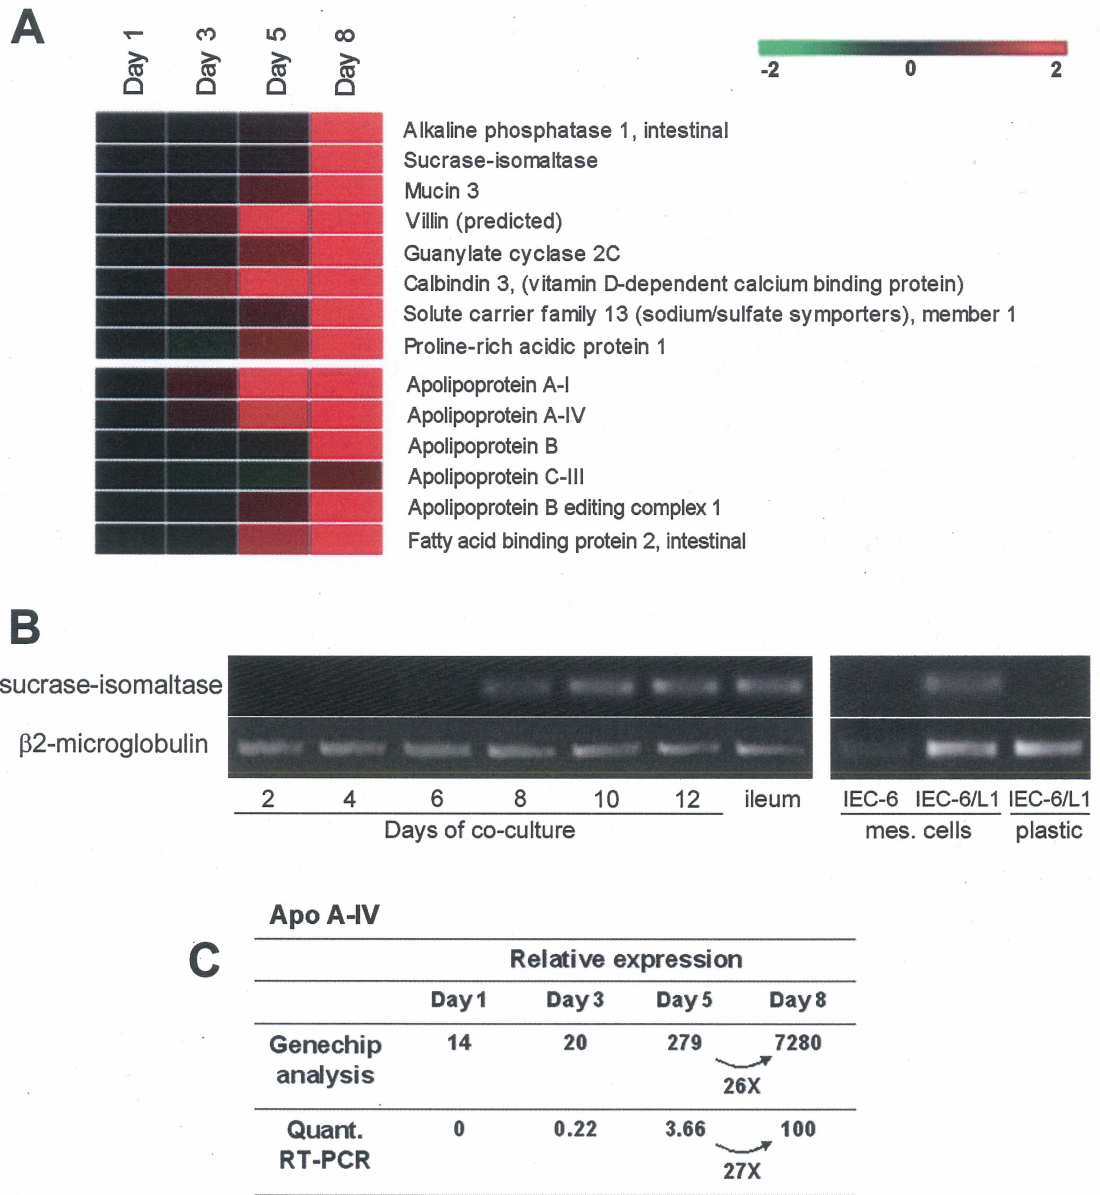 A
Day 1
Day 3
Day 5
Day 8
-2 0 2
Alkaline phosphatase 1, intestinal
Sucrase-isomaltase
Mucin 3
Villin (predicted)
Guanylate cyclase 2C
Calbindin 3, (vitamin D-dependent calcium binding protein)
Solute carrier family 13 (sodium/sulfate symporters), member 1
Proline-rich acidic protein 1
Apolipoprotein A-I
Apolipoprotein A-IV
Apolipoprotein B
Apolipoprotein C-III
Apolipoprotein B editing complex 1
Fatty acid binding protein 2, intestinal
B
sucrase-isomaltase
β2-microglobulin
2 4 6 8 10 12 ileum
Days of co-culture
IEC-6 IEC-6/L1 IEC-6/L1
mes. cells plastic
C
Apo A-IV
Relative expression
Day 1 Day 3 Day 5 Day 8
Genechip 14 20 279 7280
analysis
26X
Quant. 0 0.22 3.66 100
RT-PCR
27X